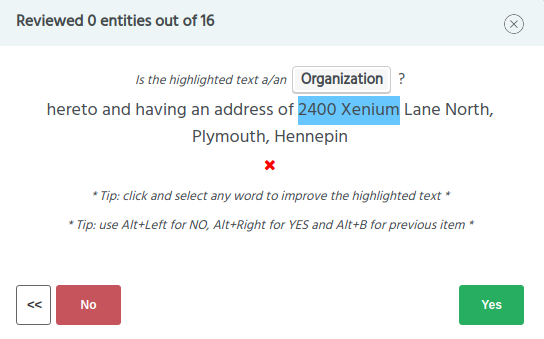 Reviewed 0 entities out of 16
Is the highlighted text a/an Organization ?
hereto and having an address of 2400 Xenium Lane North,
Plymouth, Hennepin
* Tip: click and select any word to improve the highlighted text *
* Tip: use Alt+Left for NO, Alt+Right for YES and Alt+B for previous item *
<< No Yes